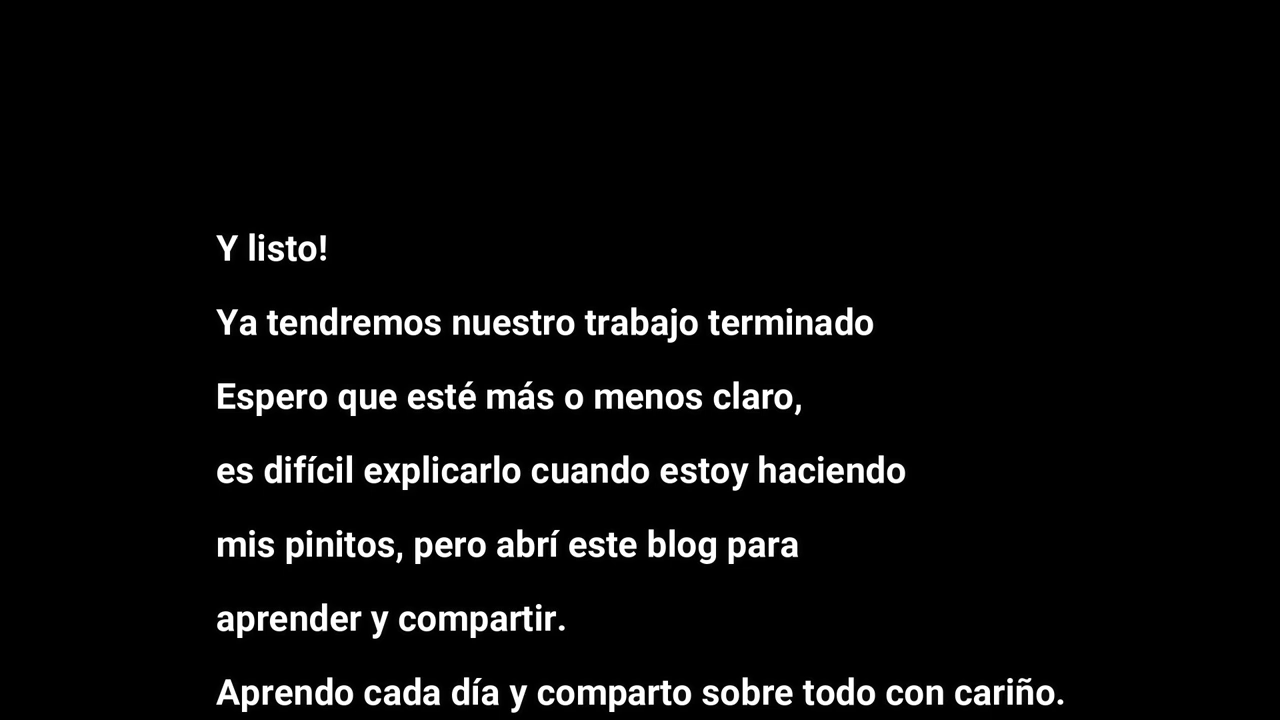 Y listo!
Ya tendremos nuestro trabajo terminado
Espero que esté más o menos claro,
es difícil explicarlo cuando estoy haciendo
mis pinitos, pero abrí este blog para
aprender y compartir.
Aprendo cada día y comparto sobre todo con cariño.